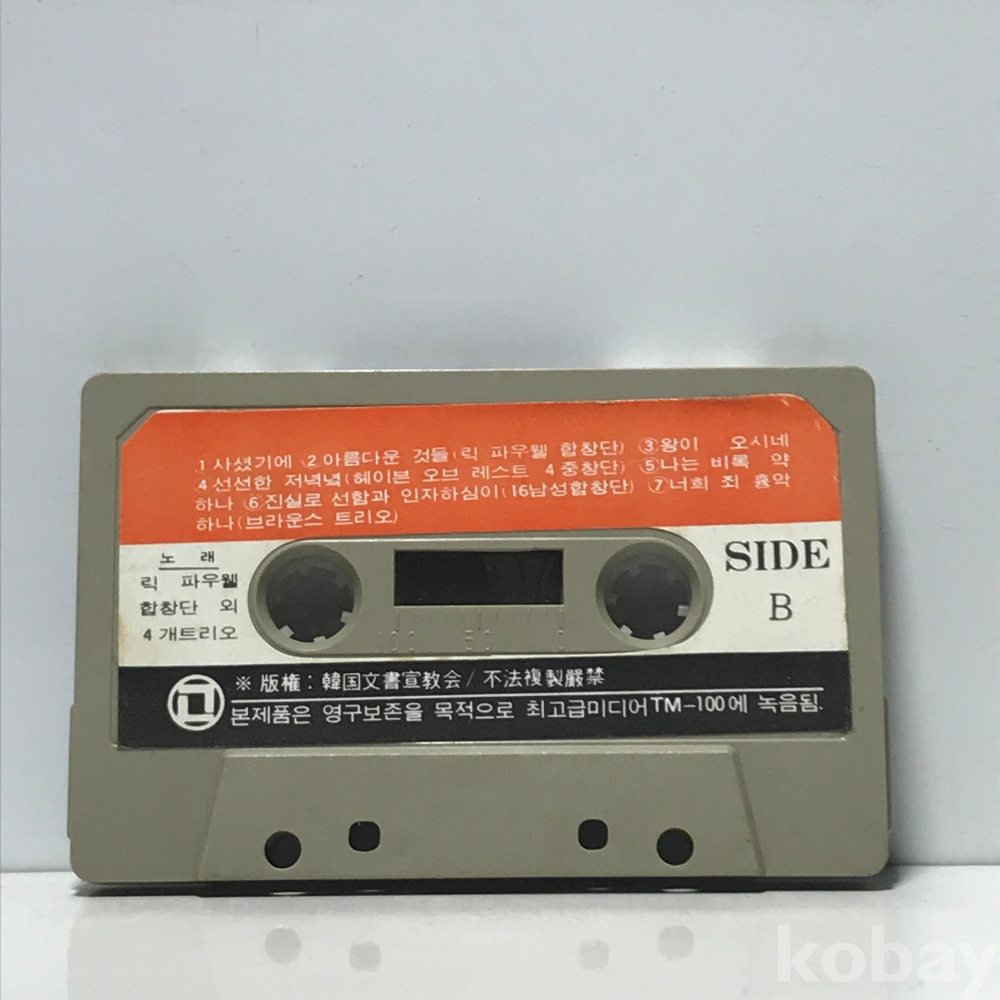 1 사셨기에 ②아름다운 것들(릭 파우웰 합창단) ③왕이 오시네
4 선선한 저녁녘(헤이븐 오브 레스트 4중창단) ⑤나는 비록 약
하나 ⑥진실로 선함과 인자하심이(16남성합창단) ⑦너희 죄 흉악
하나(브라운스 트리오)
노 래
릭 파우웰
합창단 외
4 개트리오
SIDE
B
100 50 0
※ 版権: 韓国文書宣教会/ 不法複製嚴禁
본제품은 영구보존을 목적으로 최고급미디어TM-100에 녹음됨.
kobay